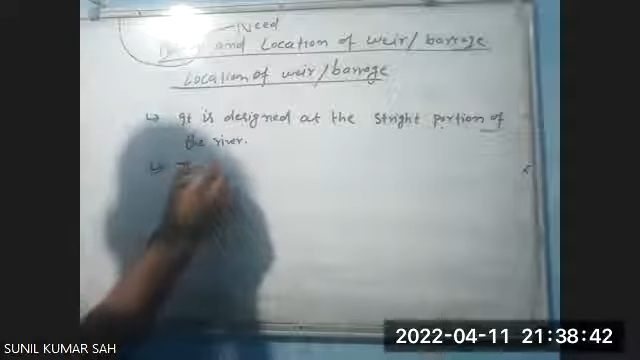 Need
and Location of weir/barrage
Location of weir/barrage
↳ It is designed at the stright portion of
the river.
↳
SUNIL KUMAR SAH
2022-04-11 21:38:42